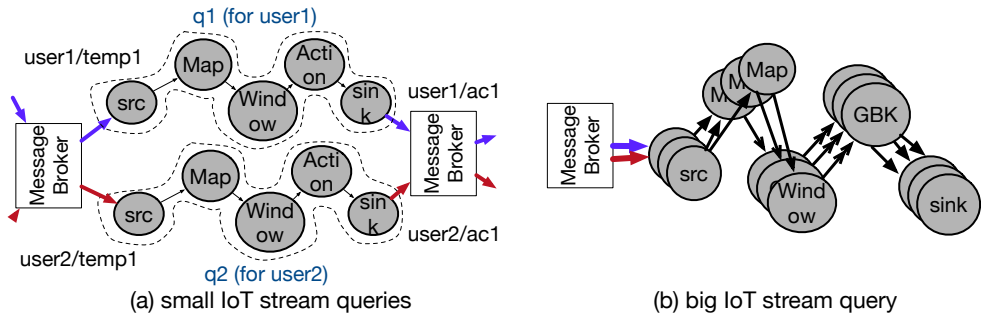 q1 (for user1)
user1/temp1
Map
Acti
on
src
Wind
ow
sin
k
user1/ac1
Message
Broker
Message
Broker
Map
Acti
on
src
Wind
ow
sin
k
user2/temp1
user2/ac1
q2 (for user2)
(a) small IoT stream queries
Message
Broker
M
M
Map
src
GBK
Wind
ow
sink
(b) big IoT stream query